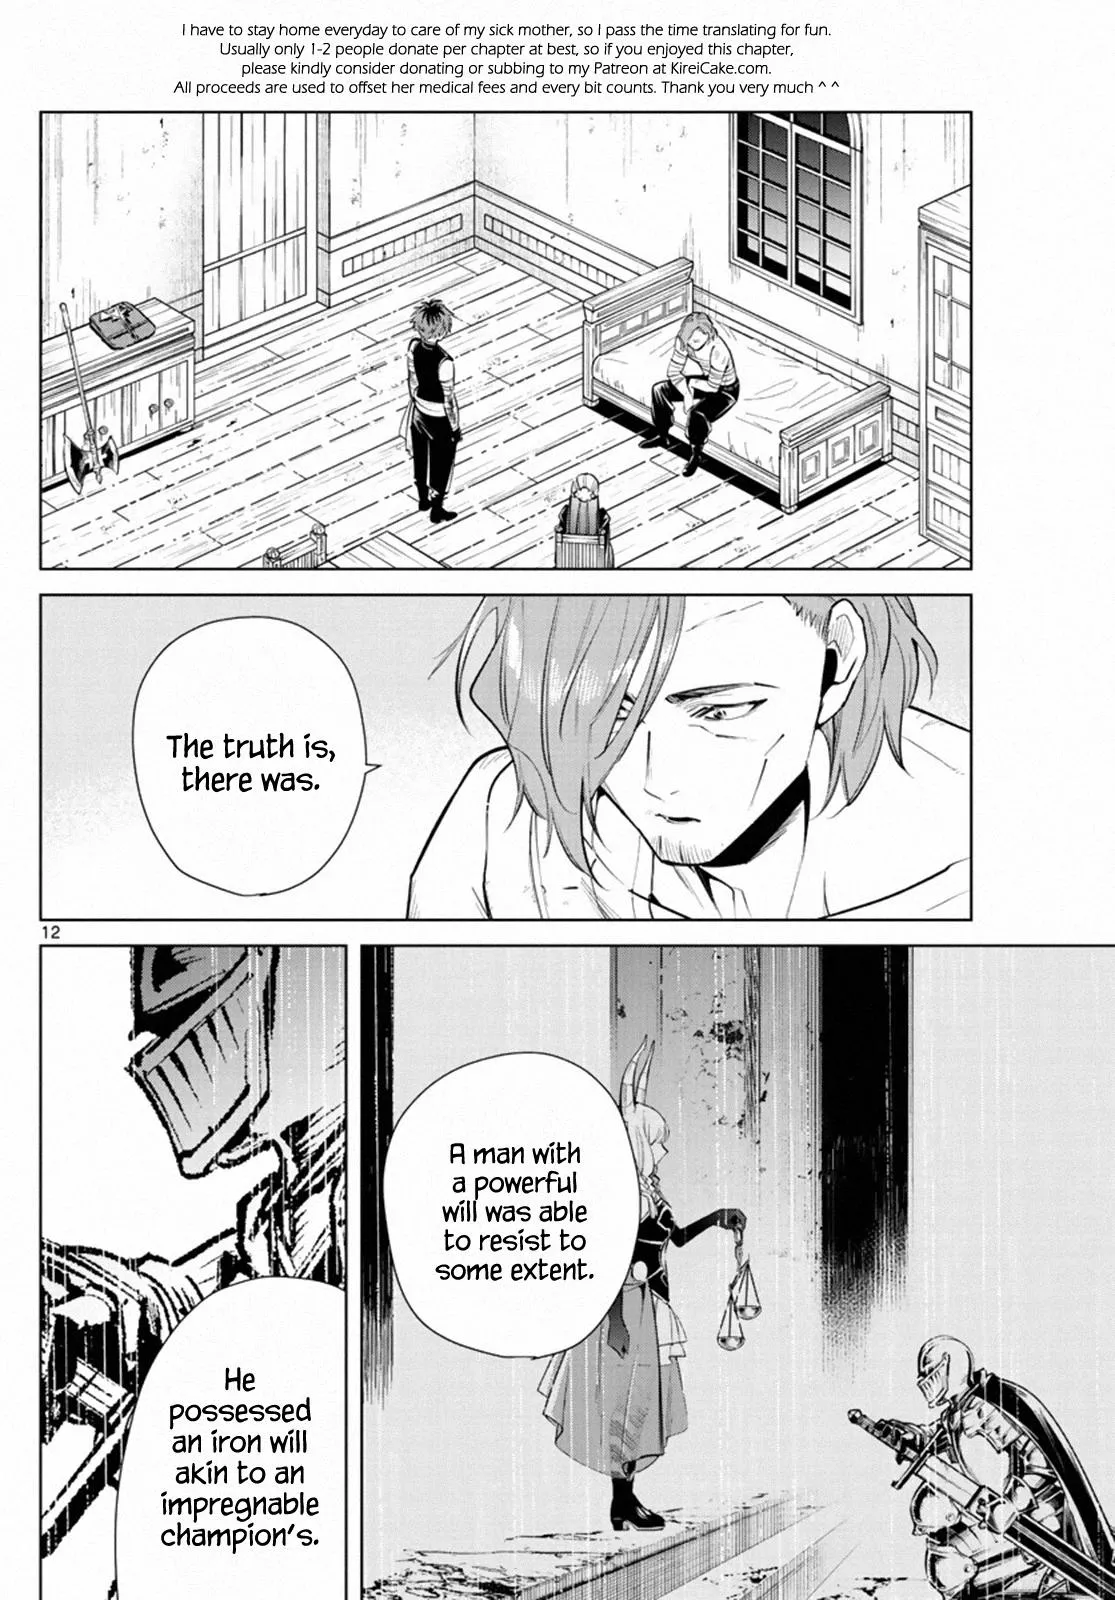 I have to stay home everyday to care of my sick mother, so I pass the time translating for fun.
Usually only 1-2 people donate per chapter at best, so if you enjoyed this chapter,
please kindly consider donating or subbing to my Patreon at KireiCake.com.
All proceeds are used to offset her medical fees and every bit counts. Thank you very much ^ ^
The truth is,
there was.
12
A man with
a powerful
will was able
to resist to
some extent.
He
possessed
an iron will
akin to an
impregnable
champion's.